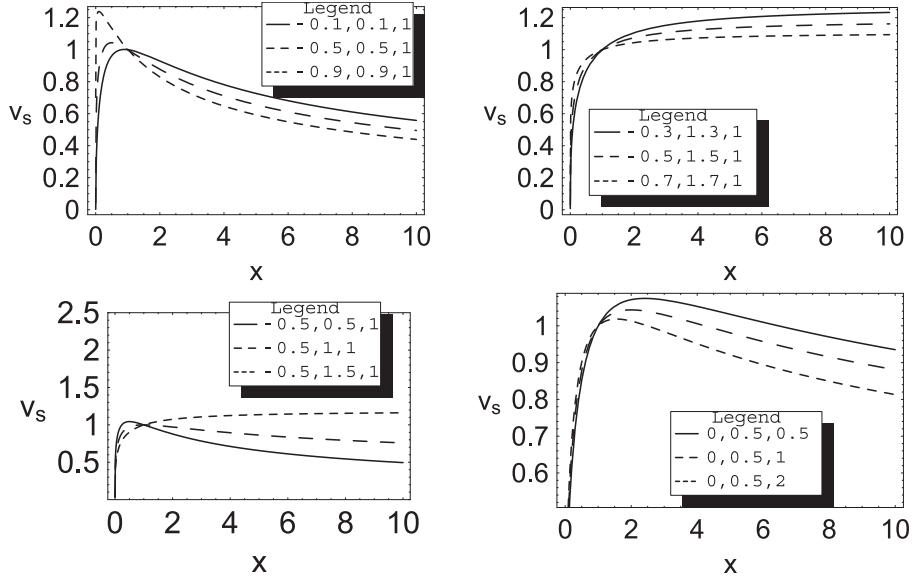 1.2
1
0.8
0.6
0.4
0.2
0
v_s
0 2 4 6 8 10
x
Legend
0.1,0.1,1
0.5,0.5,1
0.9,0.9,1
1.2
1
0.8
0.6
0.4
0.2
0
v_s
0 2 4 6 8 10
x
Legend
0.3,1.3,1
0.5,1.5,1
0.7,1.7,1
2.5
2
1.5
1
0.5
v_s
0 2 4 6 8 10
x
Legend
0.5,0.5,1
0.5,1,1
0.5,1.5,1
1
0.9
0.8
0.7
0.6
v_s
0 2 4 6 8 10
x
Legend
0,0.5,0.5
0,0.5,1
0,0.5,2